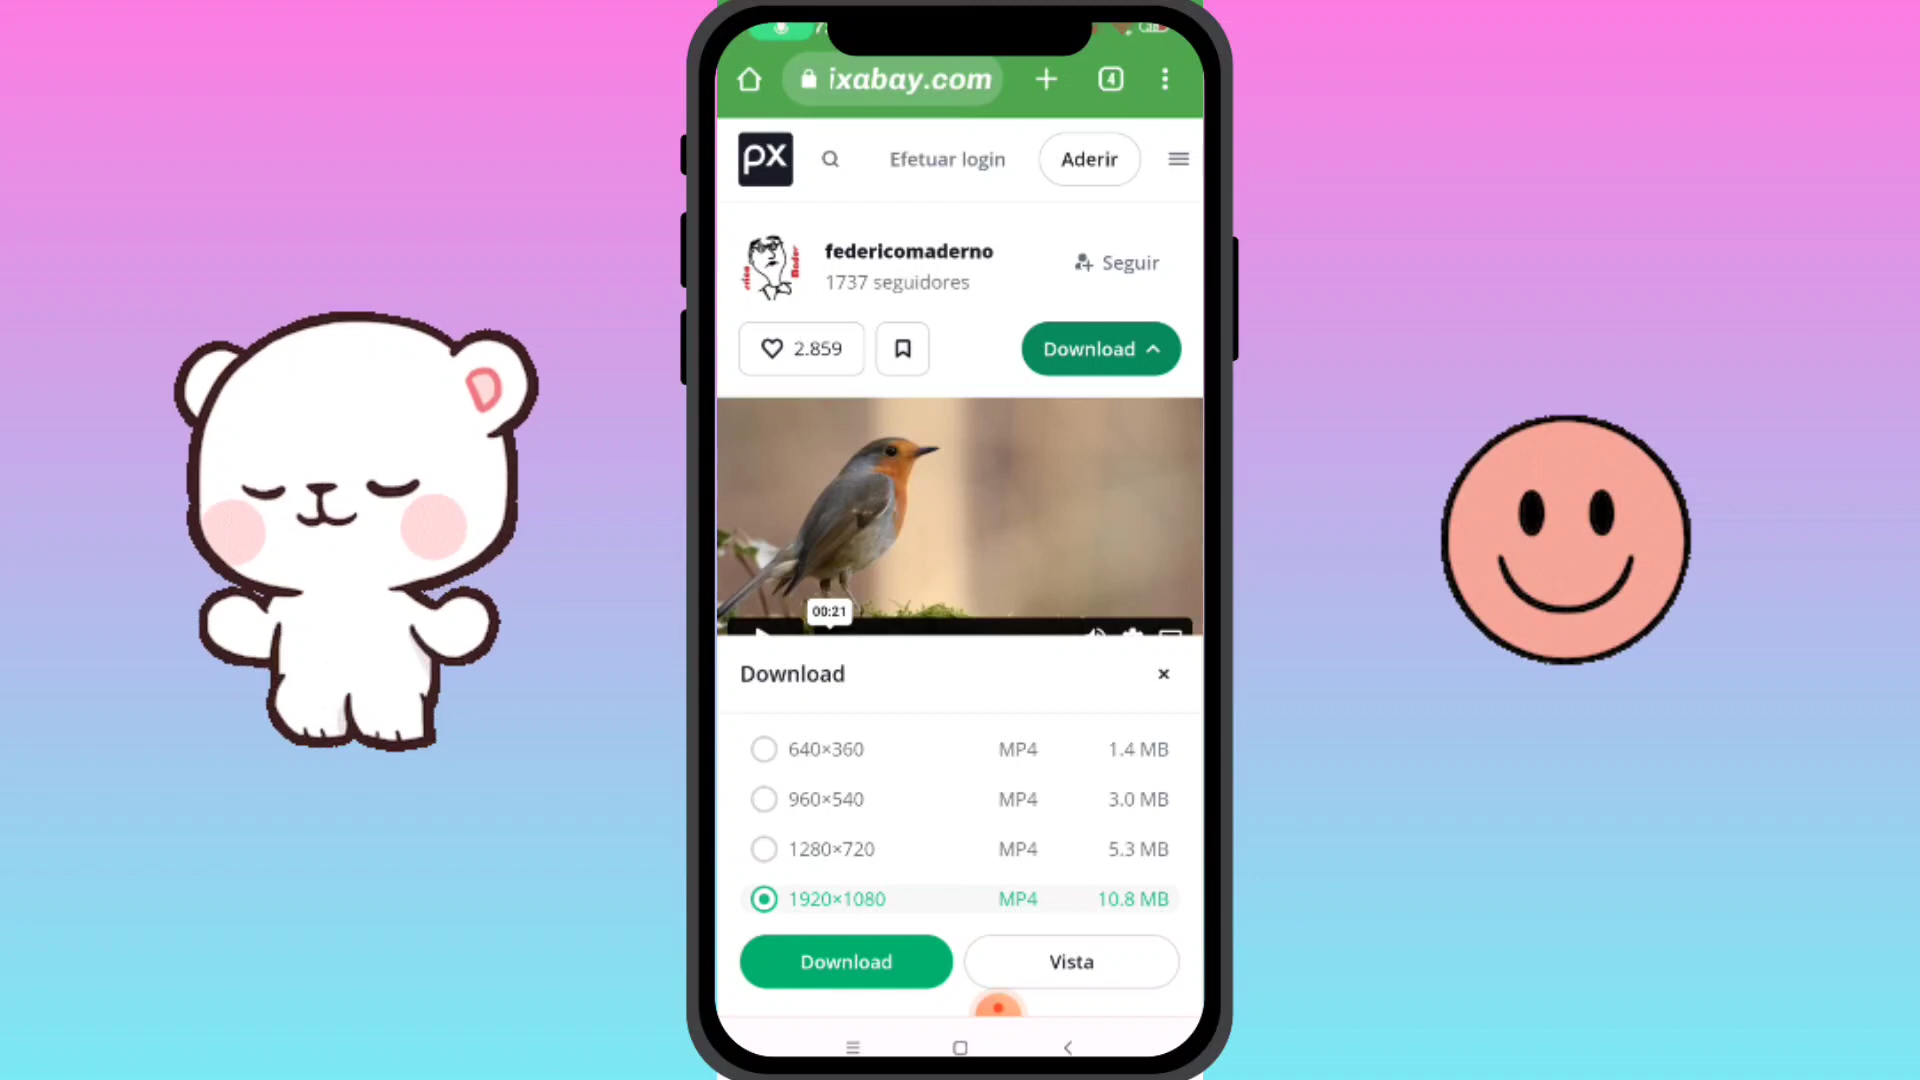 ixabay.com
4
px
Efetuar login
Aderir
federicomaderno
1737 seguidores
Seguir
2.859
Download
00:21
Download
×
640×360 MP4 1.4 MB
960×540 MP4 3.0 MB
1280×720 MP4 5.3 MB
1920×1080 MP4 10.8 MB
Download
Vista